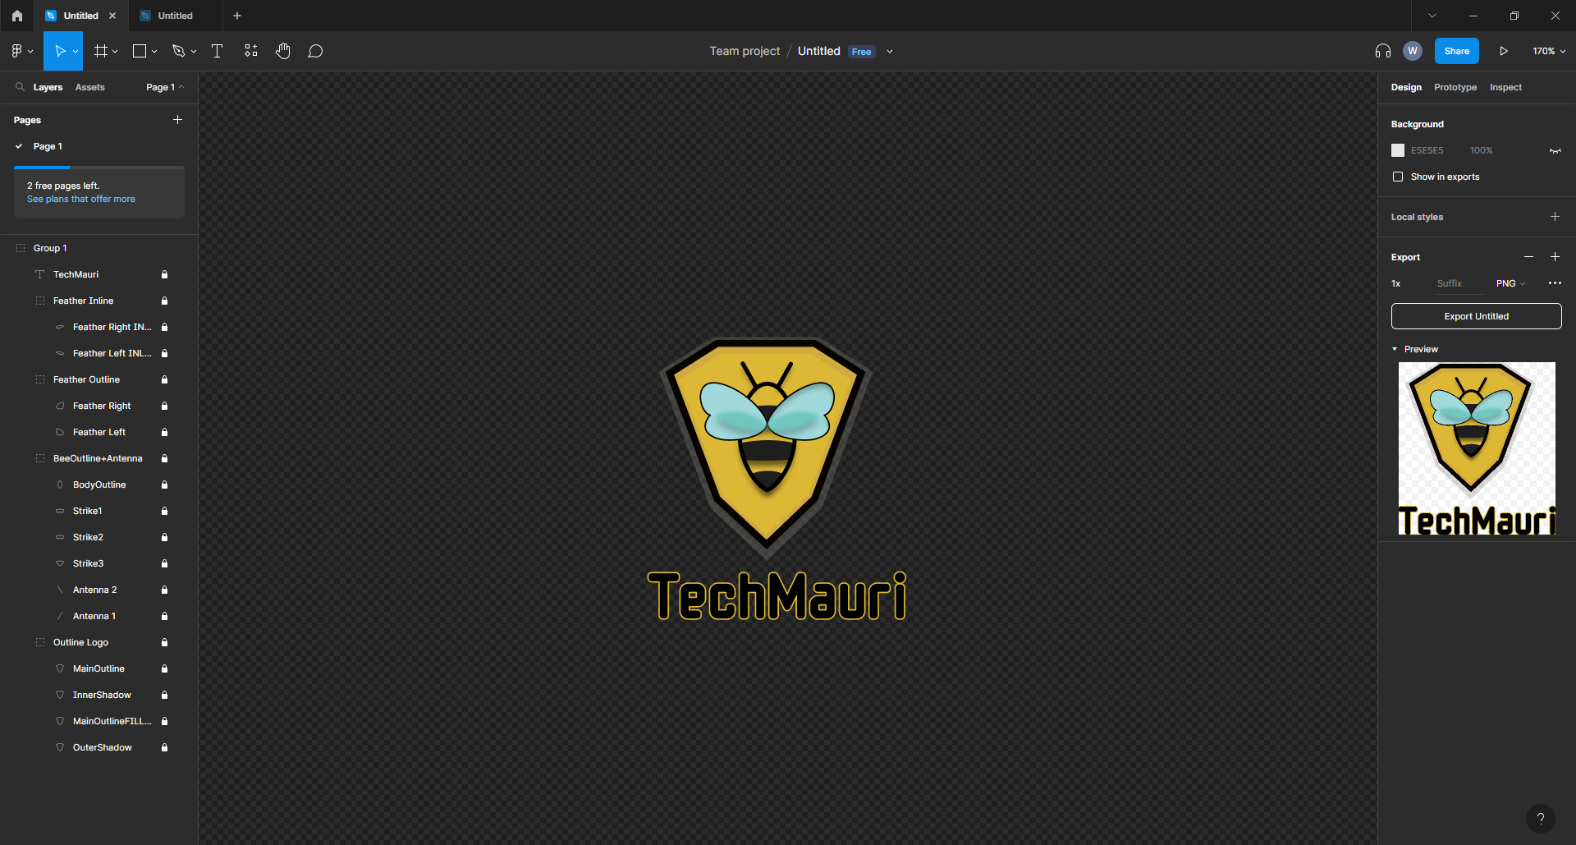 Untitled
Untitled
Team project / Untitled Free
W
Share
170%
Layers Assets Page 1
Pages
Page 1
2 free pages left.
See plans that offer more
Group 1
TechMauri
Feather Inline
Feather Right IN...
Feather Left INL...
Feather Outline
Feather Right
Feather Left
BeeOutline+Antenna
BodyOutline
Strike1
Strike2
Strike3
Antenna 2
Antenna 1
Outline Logo
MainOutline
InnerShadow
MainOutlineFILL...
OuterShadow
TechMauri
Design Prototype Inspect
Background
E5E5E5 100%
Show in exports
Local styles
Export
1x Suffix PNG
Export Untitled
Preview
TechMauri
?